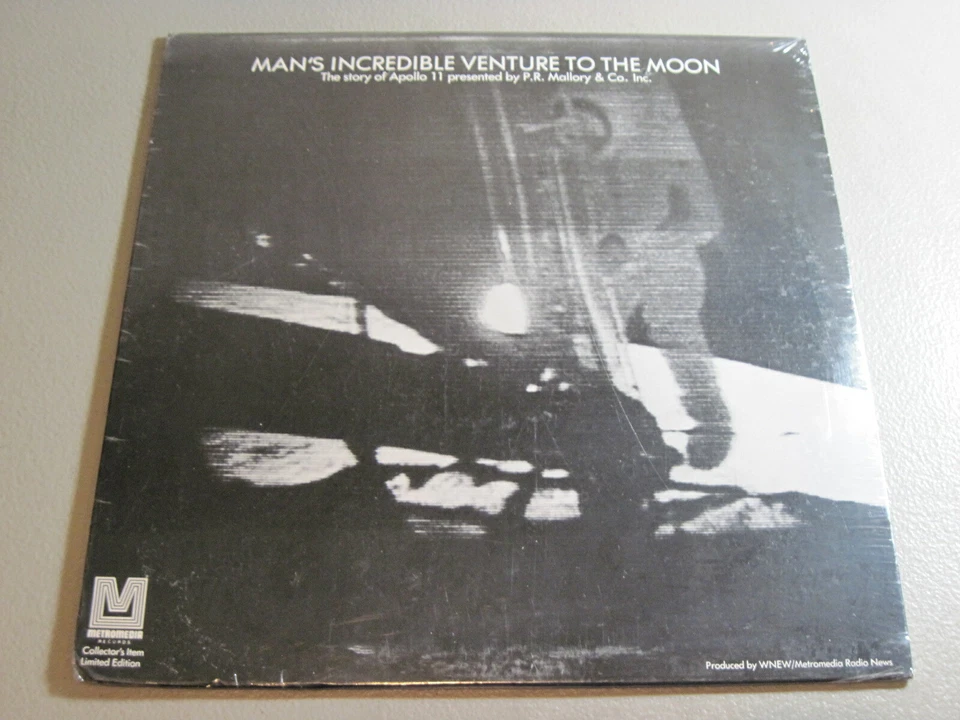 MAN'S INCREDIBLE VENTURE TO THE MOON
The story of Apollo 11 presented by P.R. Mallory & Co. Inc.
METROMEDIA
RECORDS
Collector's Item
Limited Edition
Produced by WNEW/Metromedia Radio News